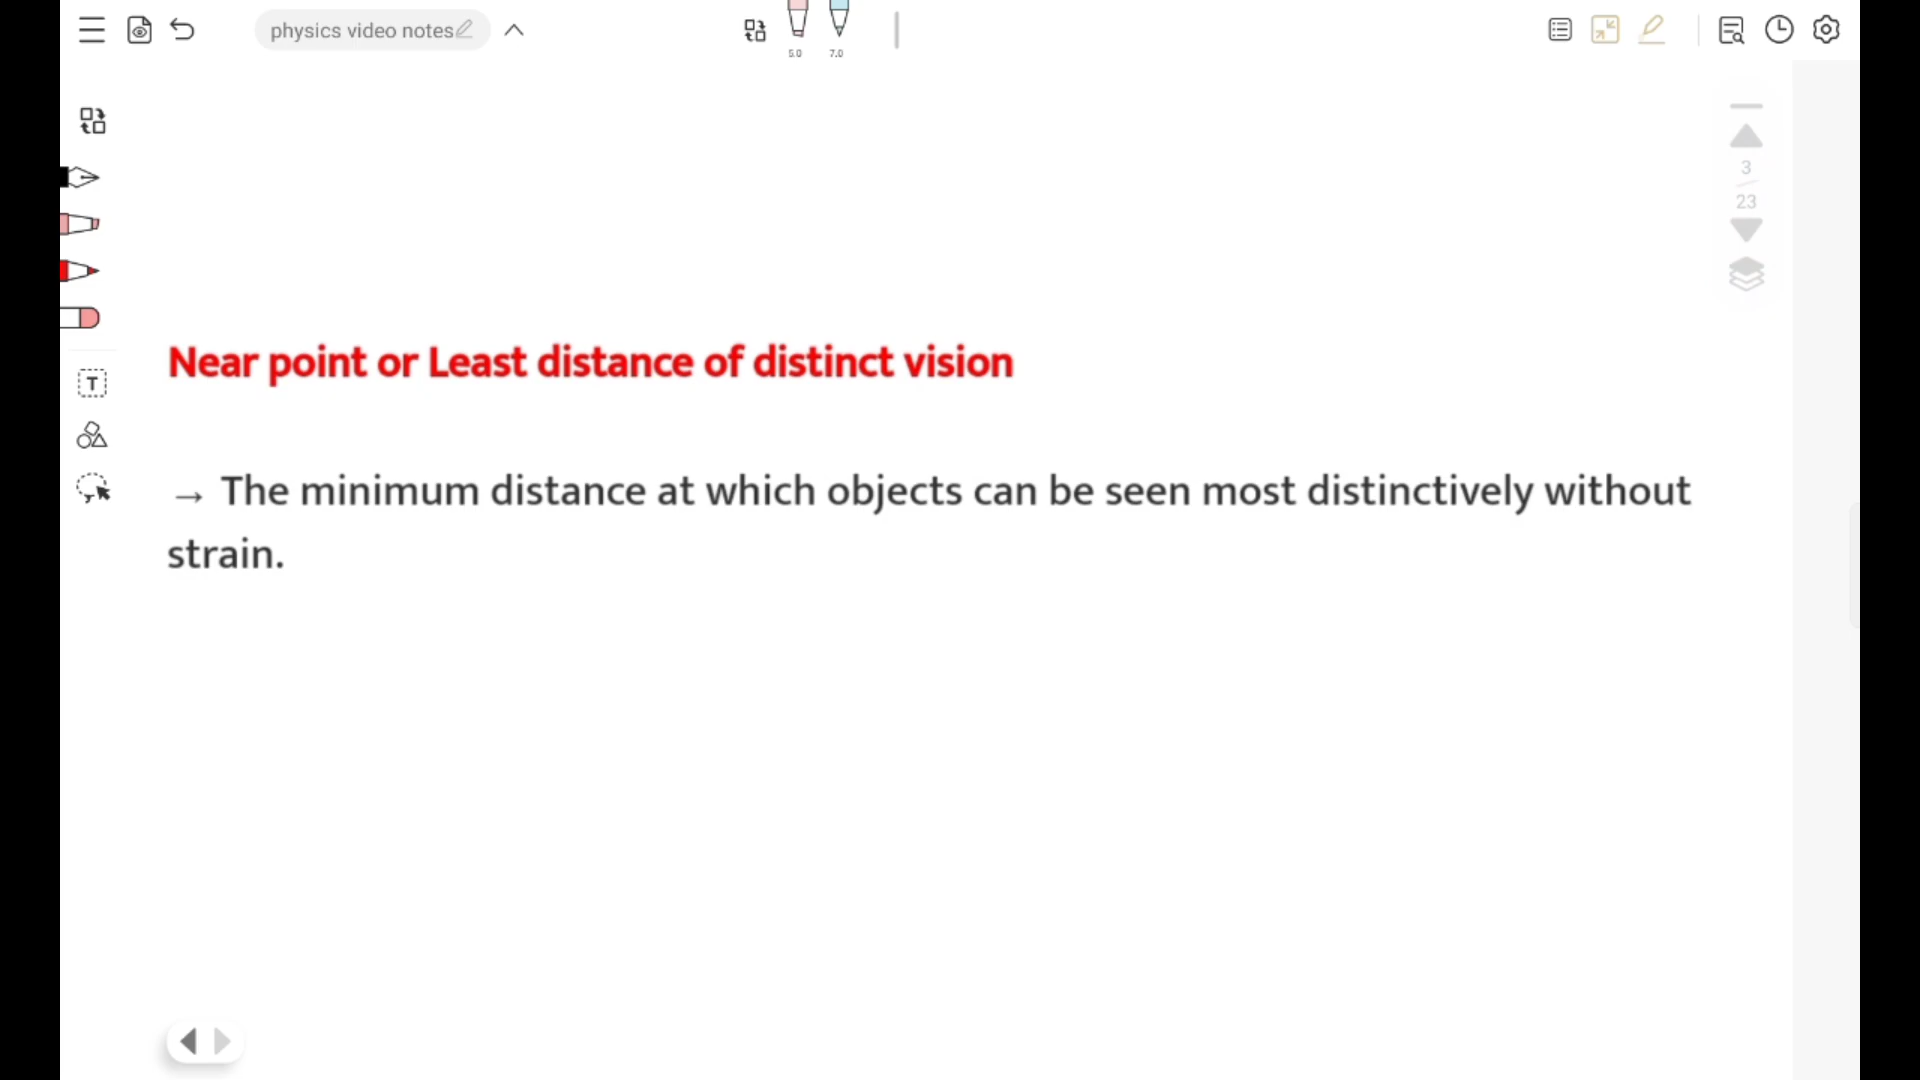 physics video notes
5.0
7.0
3
23
T
Near point or Least distance of distinct vision
→ The minimum distance at which objects can be seen most distinctively without
strain.